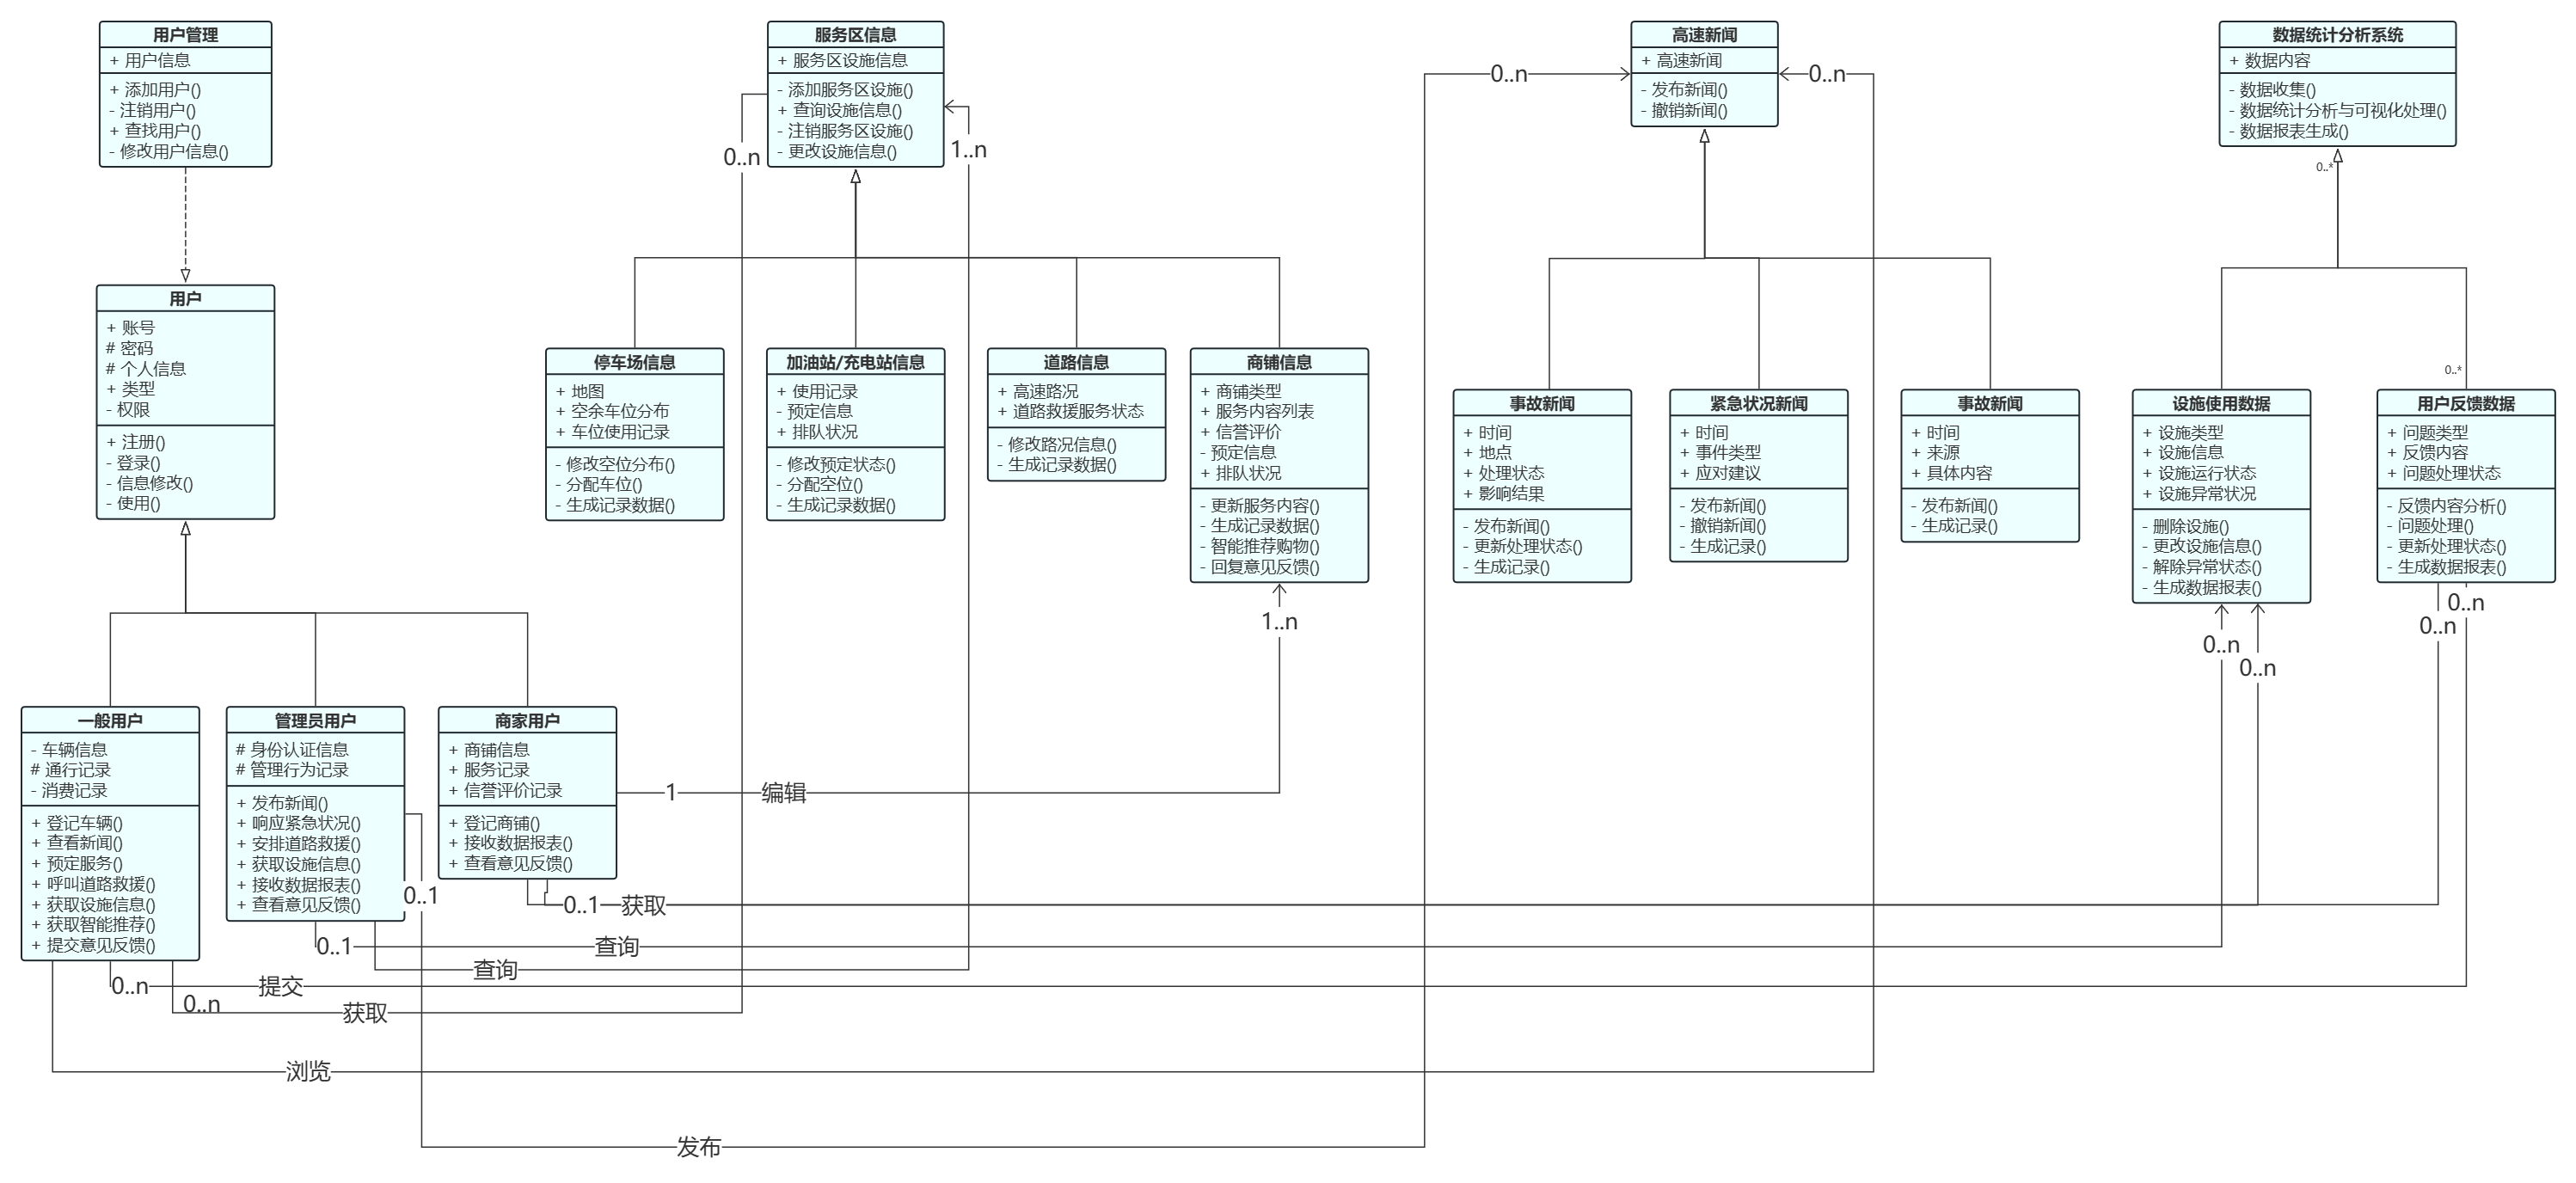 用户管理
+ 用户信息
+ 添加用户()
- 注销用户()
+ 查找用户()
- 修改用户信息()
服务区信息
+ 服务区设施信息
- 添加服务区设施()
+ 查询设施信息()
- 注销服务区设施()
- 更改设施信息()
0..n
1..n
高速新闻
+ 高速新闻
- 发布新闻()
- 撤销新闻()
0..n
0..n
数据统计分析系统
+ 数据内容
- 数据收集()
- 数据统计分析与可视化处理()
- 数据报表生成()
0..*
0..*
用户
+ 账号
# 密码
# 个人信息
+ 类型
- 权限
+ 注册()
- 登录()
- 信息修改()
- 使用()
停车场信息
+ 地图
+ 空余车位分布
+ 车位使用记录
- 修改空位分布()
- 分配车位()
- 生成记录数据()
加油站/充电站信息
+ 使用记录
- 预定信息
+ 排队状况
- 修改预定状态()
- 分配空位()
- 生成记录数据()
道路信息
+ 高速路况
+ 道路救援服务状态
- 修改路况信息()
- 生成记录数据()
商铺信息
+ 商铺类型
+ 服务内容列表
+ 信誉评价
- 预定信息
+ 排队状况
- 更新服务内容()
- 生成记录数据()
- 智能推荐购物()
- 回复意见反馈()
1..n
事故新闻
+ 时间
+ 地点
+ 处理状态
+ 影响结果
- 发布新闻()
- 更新处理状态()
- 生成记录()
紧急状况新闻
+ 时间
+ 事件类型
+ 应对建议
- 发布新闻()
- 撤销新闻()
- 生成记录()
事故新闻
+ 时间
+ 来源
+ 具体内容
- 发布新闻()
- 生成记录()
设施使用数据
+ 设施类型
+ 设施信息
+ 设施运行状态
+ 设施异常状况
- 删除设施()
- 更改设施信息()
- 解除异常状态()
- 生成数据报表()
0..n
0..n
用户反馈数据
+ 问题类型
+ 反馈内容
+ 问题处理状态
- 反馈内容分析()
- 问题处理()
- 更新处理状态()
- 生成数据报表()
0..n
0..n
一般用户
- 车辆信息
# 通行记录
- 消费记录
+ 登记车辆()
+ 查看新闻()
+ 预定服务()
+ 呼叫道路救援()
+ 获取设施信息()
+ 获取智能推荐()
+ 提交意见反馈()
管理员用户
# 身份认证信息
# 管理行为记录
+ 发布新闻()
+ 响应紧急状况()
+ 安排道路救援()
+ 获取设施信息()
+ 接收数据报表()
+ 查看意见反馈()
0..1
商家用户
+ 商铺信息
+ 服务记录
+ 信誉评价记录
+ 登记商铺()
+ 接收数据报表()
+ 查看意见反馈()
1 编辑
0..1 获取
0..1 查询
查询
0..n 提交
0..n 获取
浏览
发布